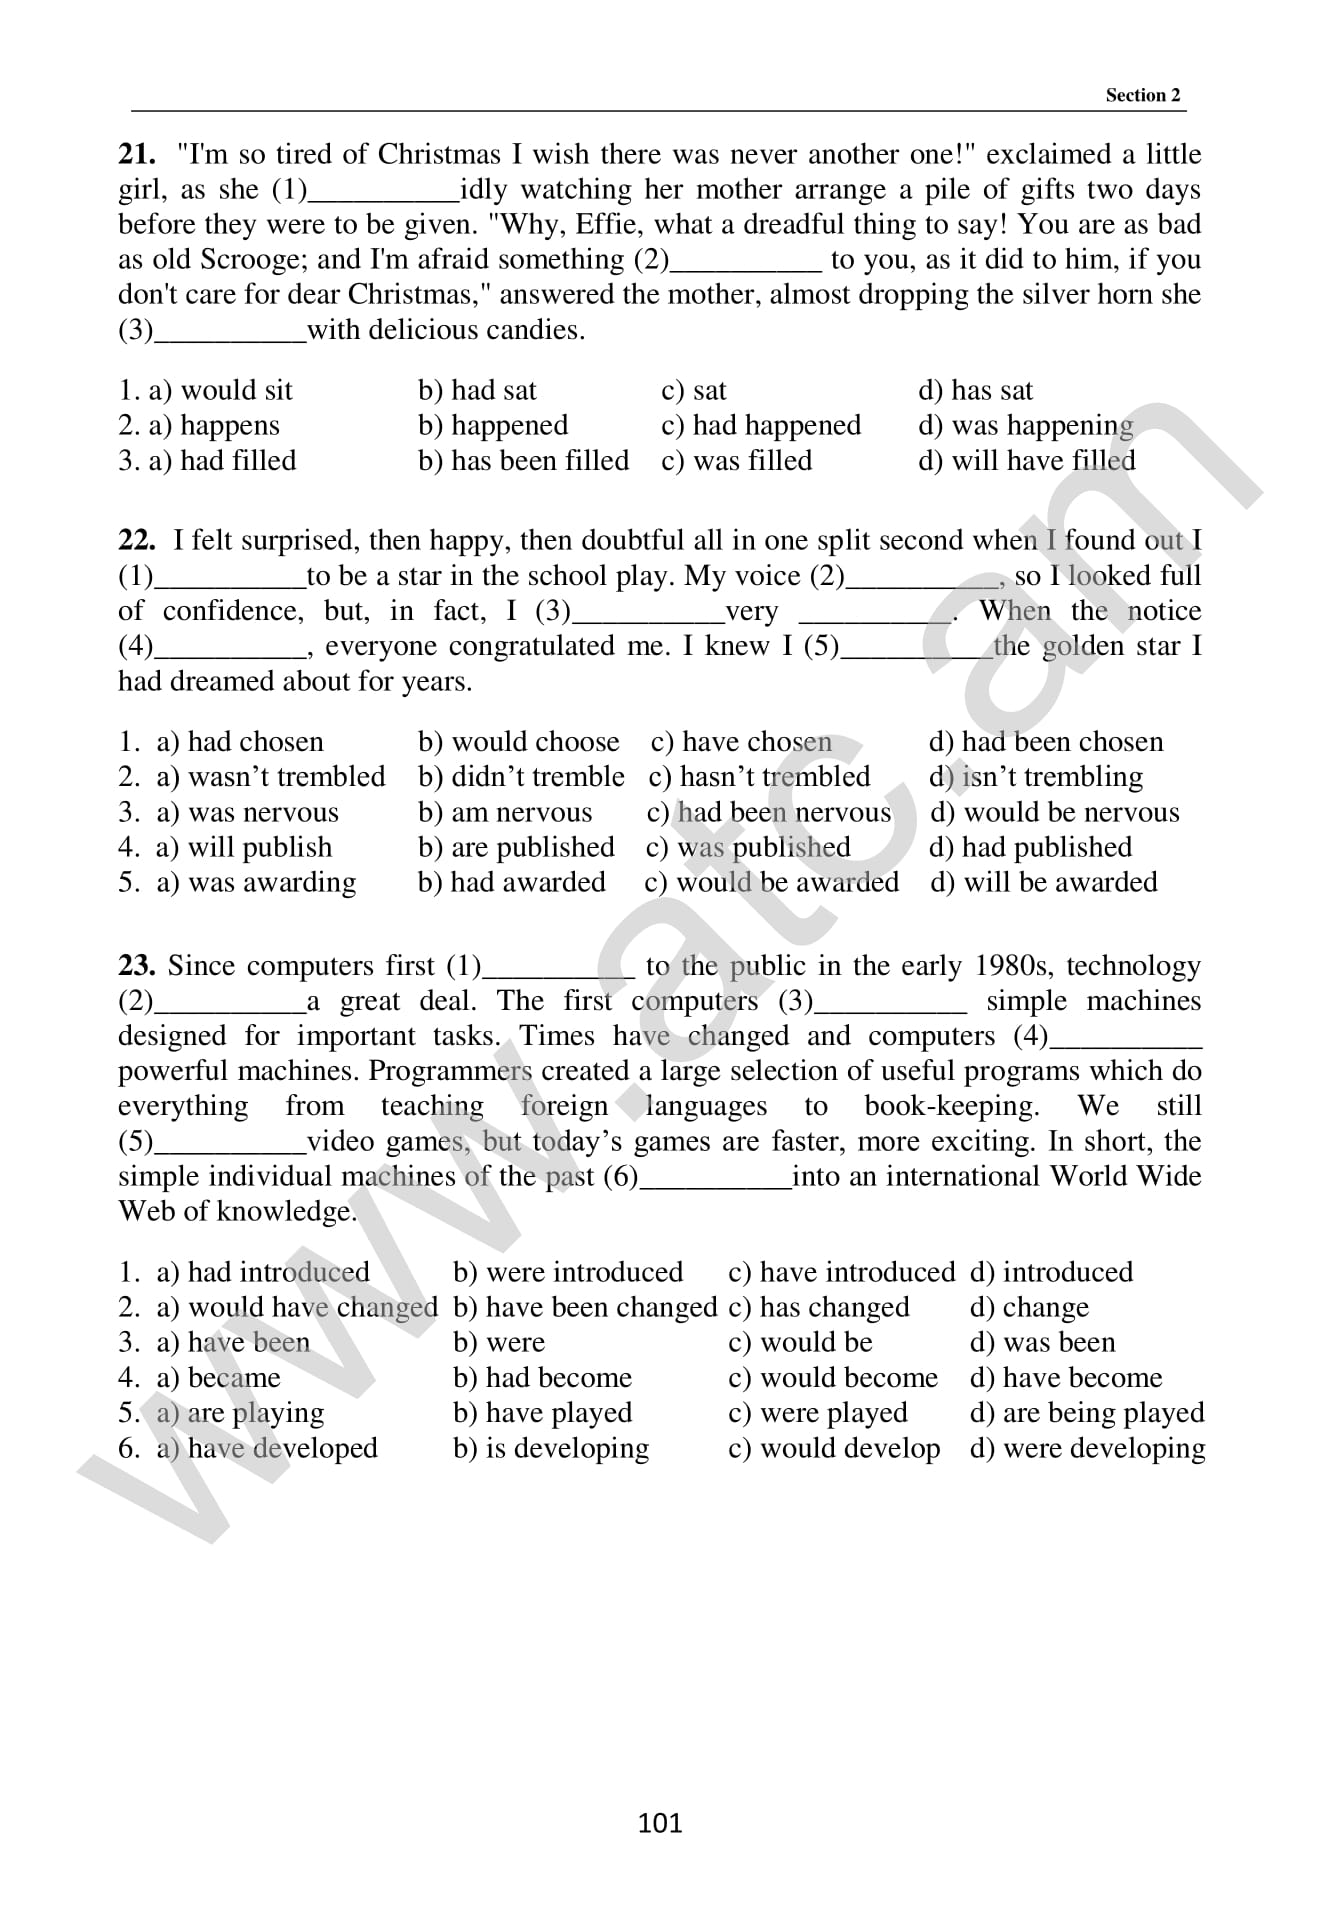 Section 2
21. "I'm so tired of Christmas I wish there was never another one!" exclaimed a little
girl, as she (1)__________idly watching her mother arrange a pile of gifts two days
before they were to be given. "Why, Effie, what a dreadful thing to say! You are as bad
as old Scrooge; and I'm afraid something (2)__________ to you, as it did to him, if you
don't care for dear Christmas," answered the mother, almost dropping the silver horn she
(3)__________with delicious candies.
1. a) would sit b) had sat c) sat d) has sat
2. a) happens b) happened c) had happened d) was happening
3. a) had filled b) has been filled c) was filled d) will have filled
22. I felt surprised, then happy, then doubtful all in one split second when I found out I
(1)__________to be a star in the school play. My voice (2)__________, so I looked full
of confidence, but, in fact, I (3)__________very __________. When the notice
(4)__________, everyone congratulated me. I knew I (5)__________the golden star I
had dreamed about for years.
1. a) had chosen b) would choose c) have chosen d) had been chosen
2. a) wasn’t trembled b) didn’t tremble c) hasn’t trembled d) isn’t trembling
3. a) was nervous b) am nervous c) had been nervous d) would be nervous
4. a) will publish b) are published c) was published d) had published
5. a) was awarding b) had awarded c) would be awarded d) will be awarded
23. Since computers first (1)__________ to the public in the early 1980s, technology
(2)__________a great deal. The first computers (3)__________ simple machines
designed for important tasks. Times have changed and computers (4)__________
powerful machines. Programmers created a large selection of useful programs which do
everything from teaching foreign languages to book-keeping. We still
(5)__________video games, but today’s games are faster, more exciting. In short, the
simple individual machines of the past (6)__________into an international World Wide
Web of knowledge.
1. a) had introduced b) were introduced c) have introduced d) introduced
2. a) would have changed b) have been changed c) has changed d) change
3. a) have been b) were c) would be d) was been
4. a) became b) had become c) would become d) have become
5. a) are playing b) have played c) were played d) are being played
6. a) have developed b) is developing c) would develop d) were developing
www.atc.am
101